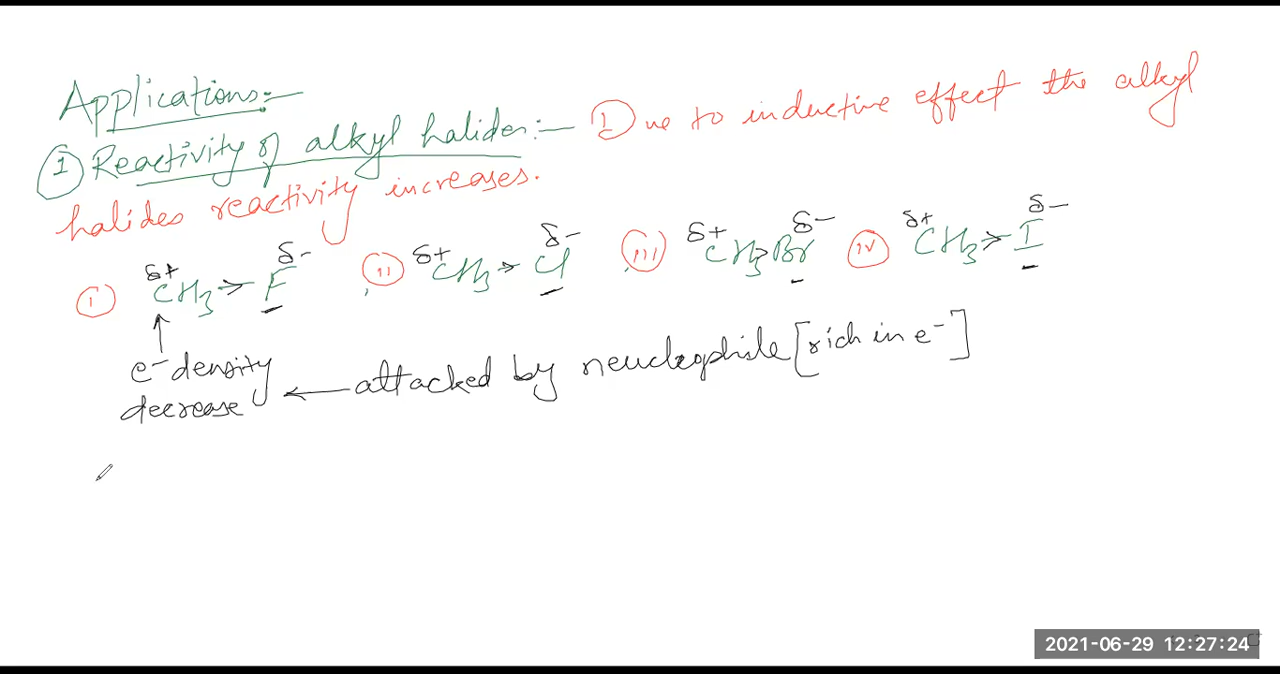 Applications:-
① Reactivity of alkyl halides:- ① Due to inductive effect the alkyl
halides reactivity increases.
(i) δ+CH3 > F δ- (ii) δ+CH3 > Cl δ- (iii) δ+CH3 > Br δ- (iv) δ+CH3 > I δ-
↑
e- density ← attacked by neucleophile [rich in e-]
decrease
2021-06-29 12:27:24